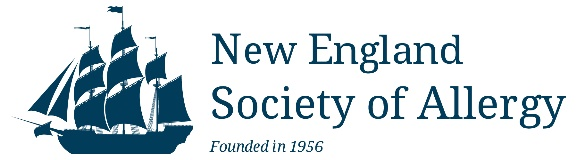 New England
Society of Allergy
Founded in 1956